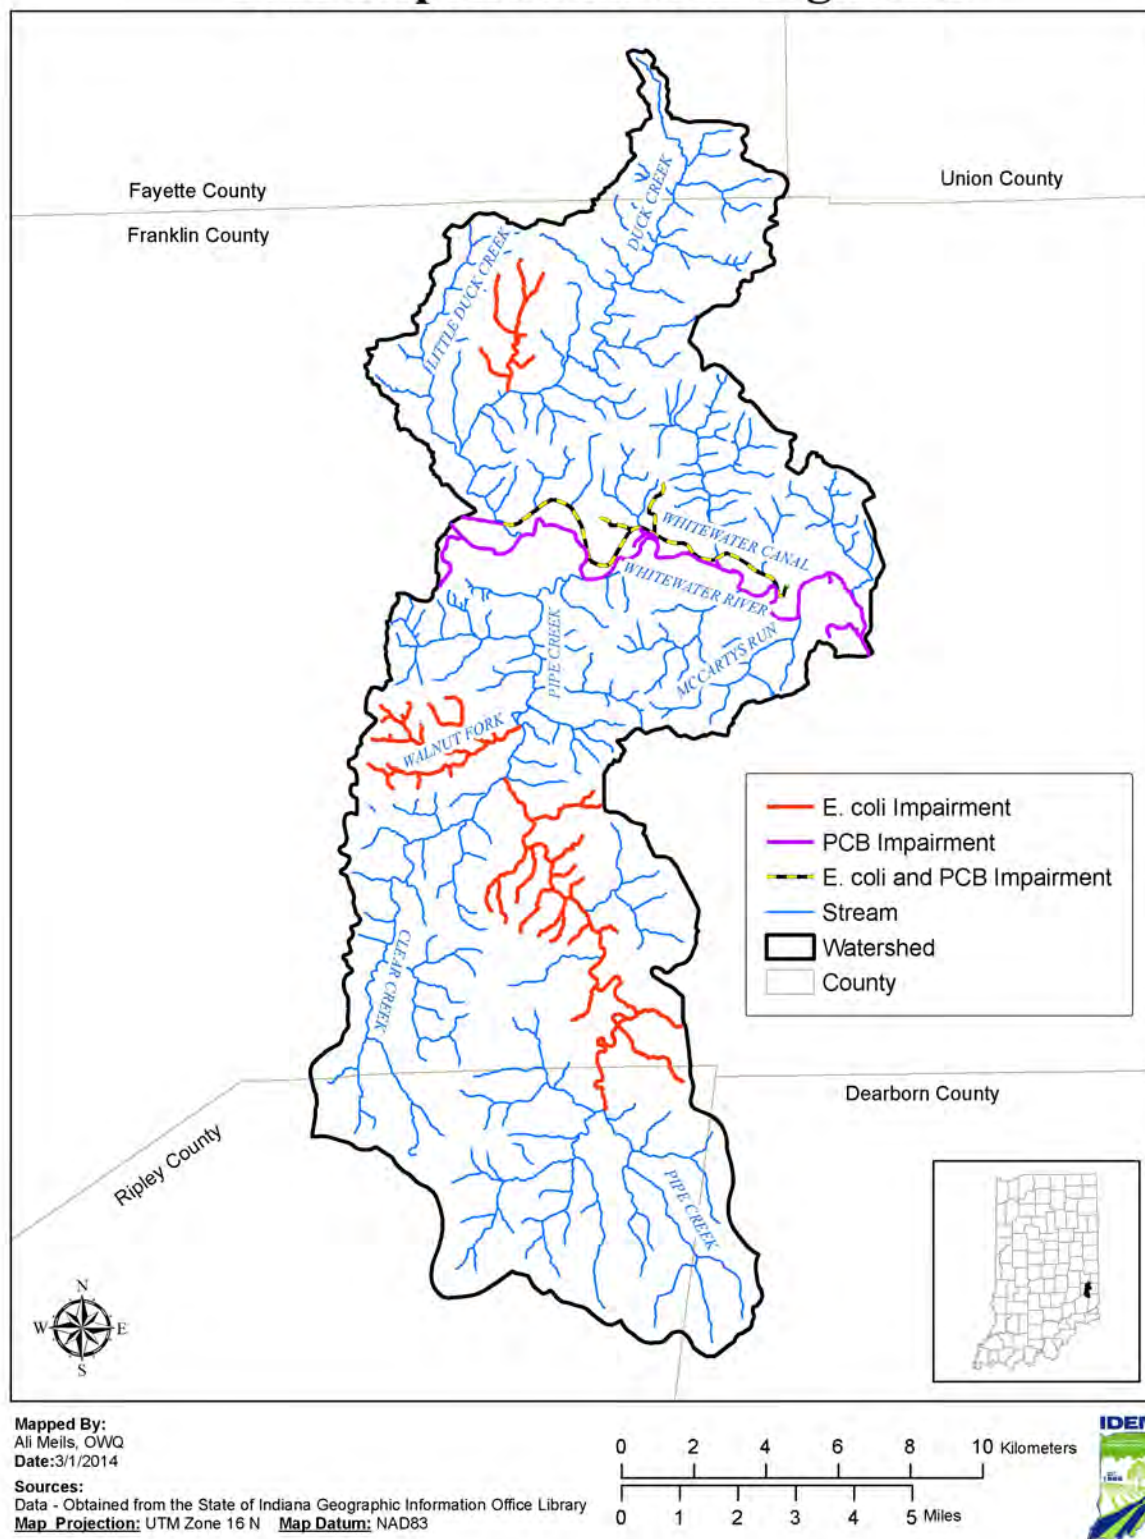 Fayette County
Union County
Franklin County
DUCK CREEK
LITTLE DUCK CREEK
WHITEWATER CANAL
WHITEWATER RIVER
PIPE CREEK
MCCARTYS RUN
WALNUT FORK
E. coli Impairment
PCB Impairment
E. coli and PCB Impairment
Stream
Watershed
County
CLEAR CREEK
Dearborn County
Ripley County
PIPE CREEK
N
W E
S
Mapped By:
Ali Meils, OWQ
Date:3/1/2014
Sources:
Data - Obtained from the State of Indiana Geographic Information Office Library
Map Projection: UTM Zone 16 N Map Datum: NAD83
0 2 4 6 8 10 Kilometers
0 1 2 3 4 5 Miles